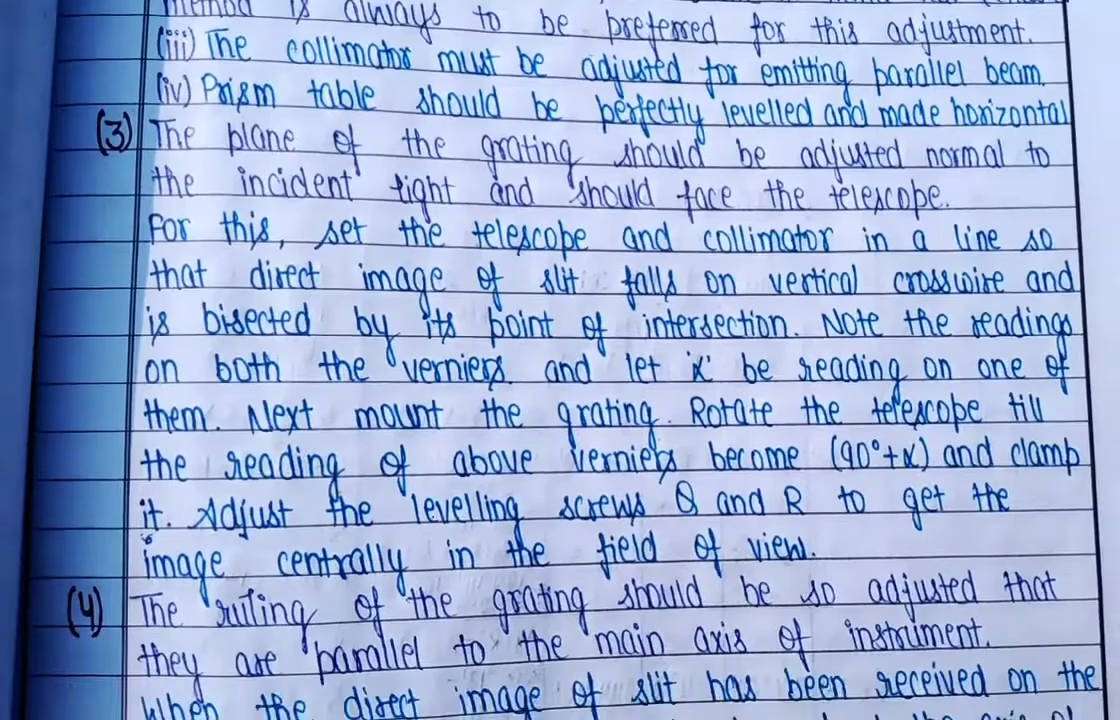 method is always to be preferred for this adjustment.
(iii) The collimator must be adjusted for emitting parallel beam.
(iv) Prism table should be perfectly levelled and made horizontal
(3) The plane of the grating should be adjusted normal to
the incident light and should face the telescope.
For this, set the telescope and collimator in a line so
that direct image of slit falls on vertical crosswire and
is bisected by its point of intersection. Note the readings
on both the verniers and let 'α' be reading on one of
them. Next mount the grating. Rotate the telescope till
the reading of above verniers become (90°+α) and clamp
it. Adjust the levelling screws Q and R to get the
image centrally in the field of view.
(4) The ruling of the grating should be so adjusted that
they are parallel to the main axis of instrument.
When the direct image of slit has been received on the